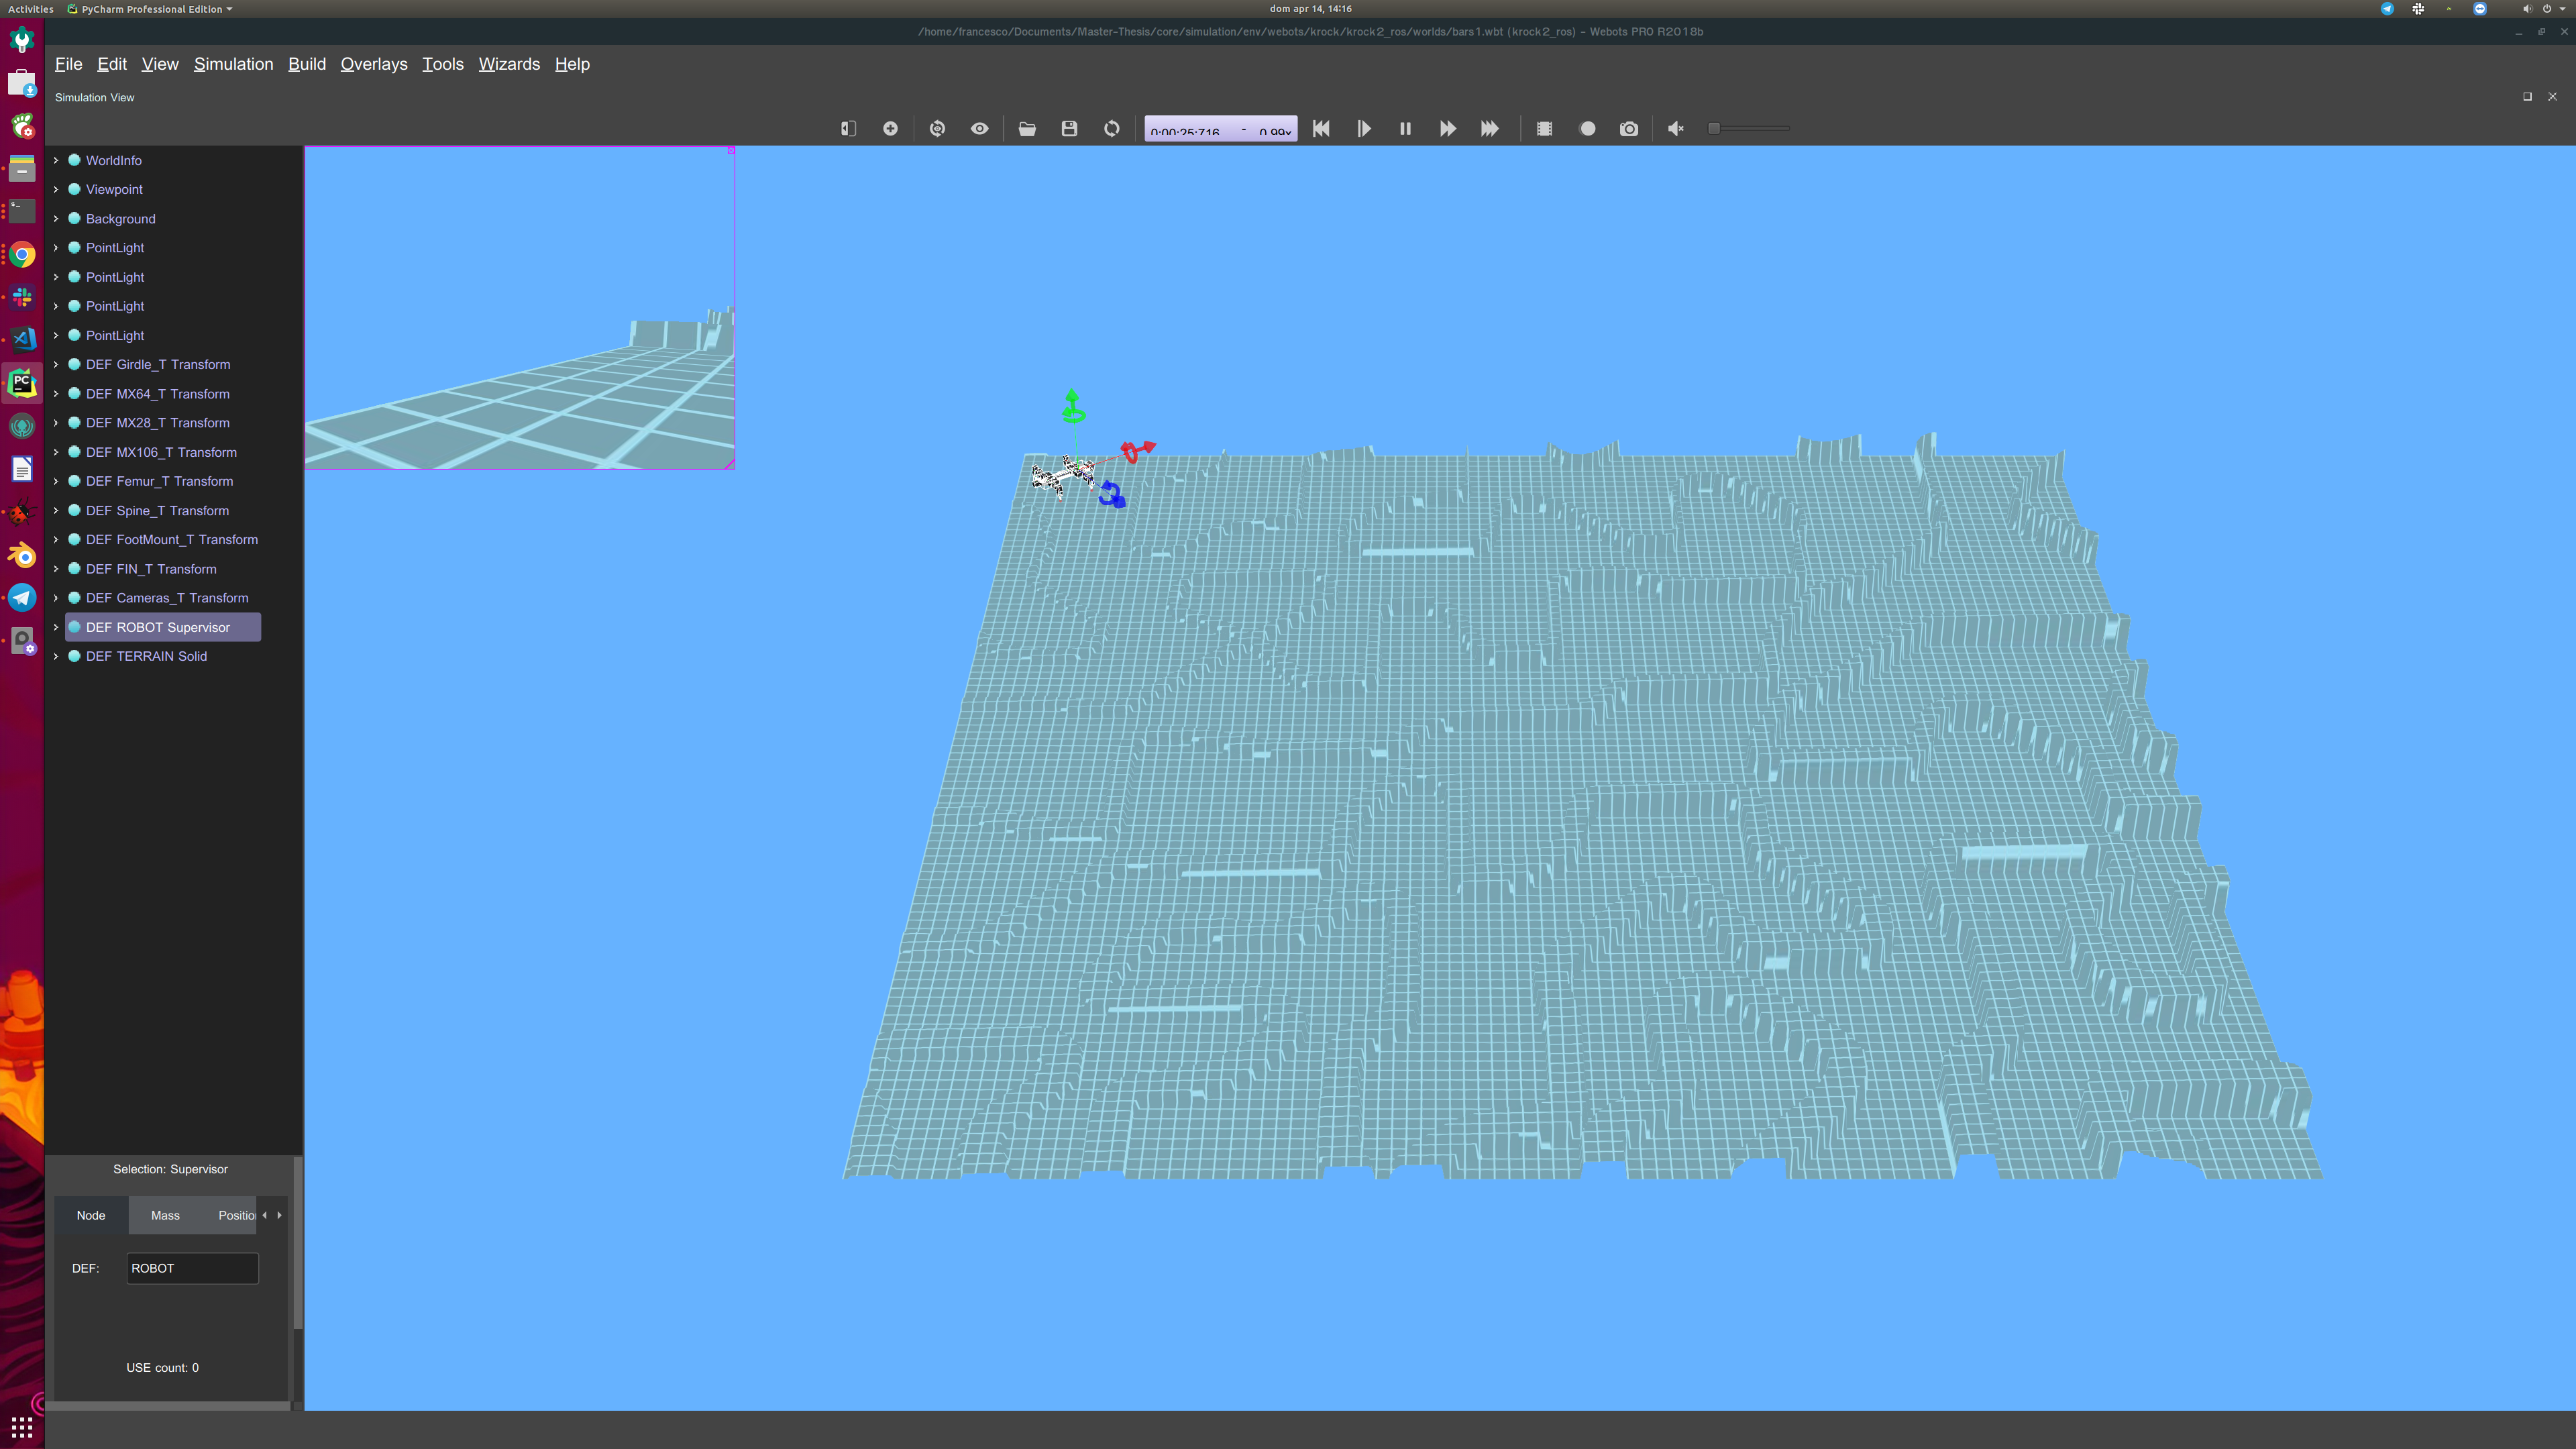 Activities PyCharm Professional Edition dom apr 14, 14:16
/home/francesco/Documents/Master-Thesis/core/simulation/env/webots/krock/krock2_ros/worlds/bars1.wbt (krock2_ros) - Webots PRO R2018b
File Edit View Simulation Build Overlays Tools Wizards Help
Simulation View
0:00:25:716 - 0.99x
WorldInfo
Viewpoint
Background
PointLight
PointLight
PointLight
PointLight
DEF Girdle_T Transform
DEF MX64_T Transform
DEF MX28_T Transform
DEF MX106_T Transform
DEF Femur_T Transform
DEF Spine_T Transform
DEF FootMount_T Transform
DEF FIN_T Transform
DEF Cameras_T Transform
DEF ROBOT Supervisor
DEF TERRAIN Solid
Selection: Supervisor
Node Mass Position
DEF: ROBOT
USE count: 0
PC